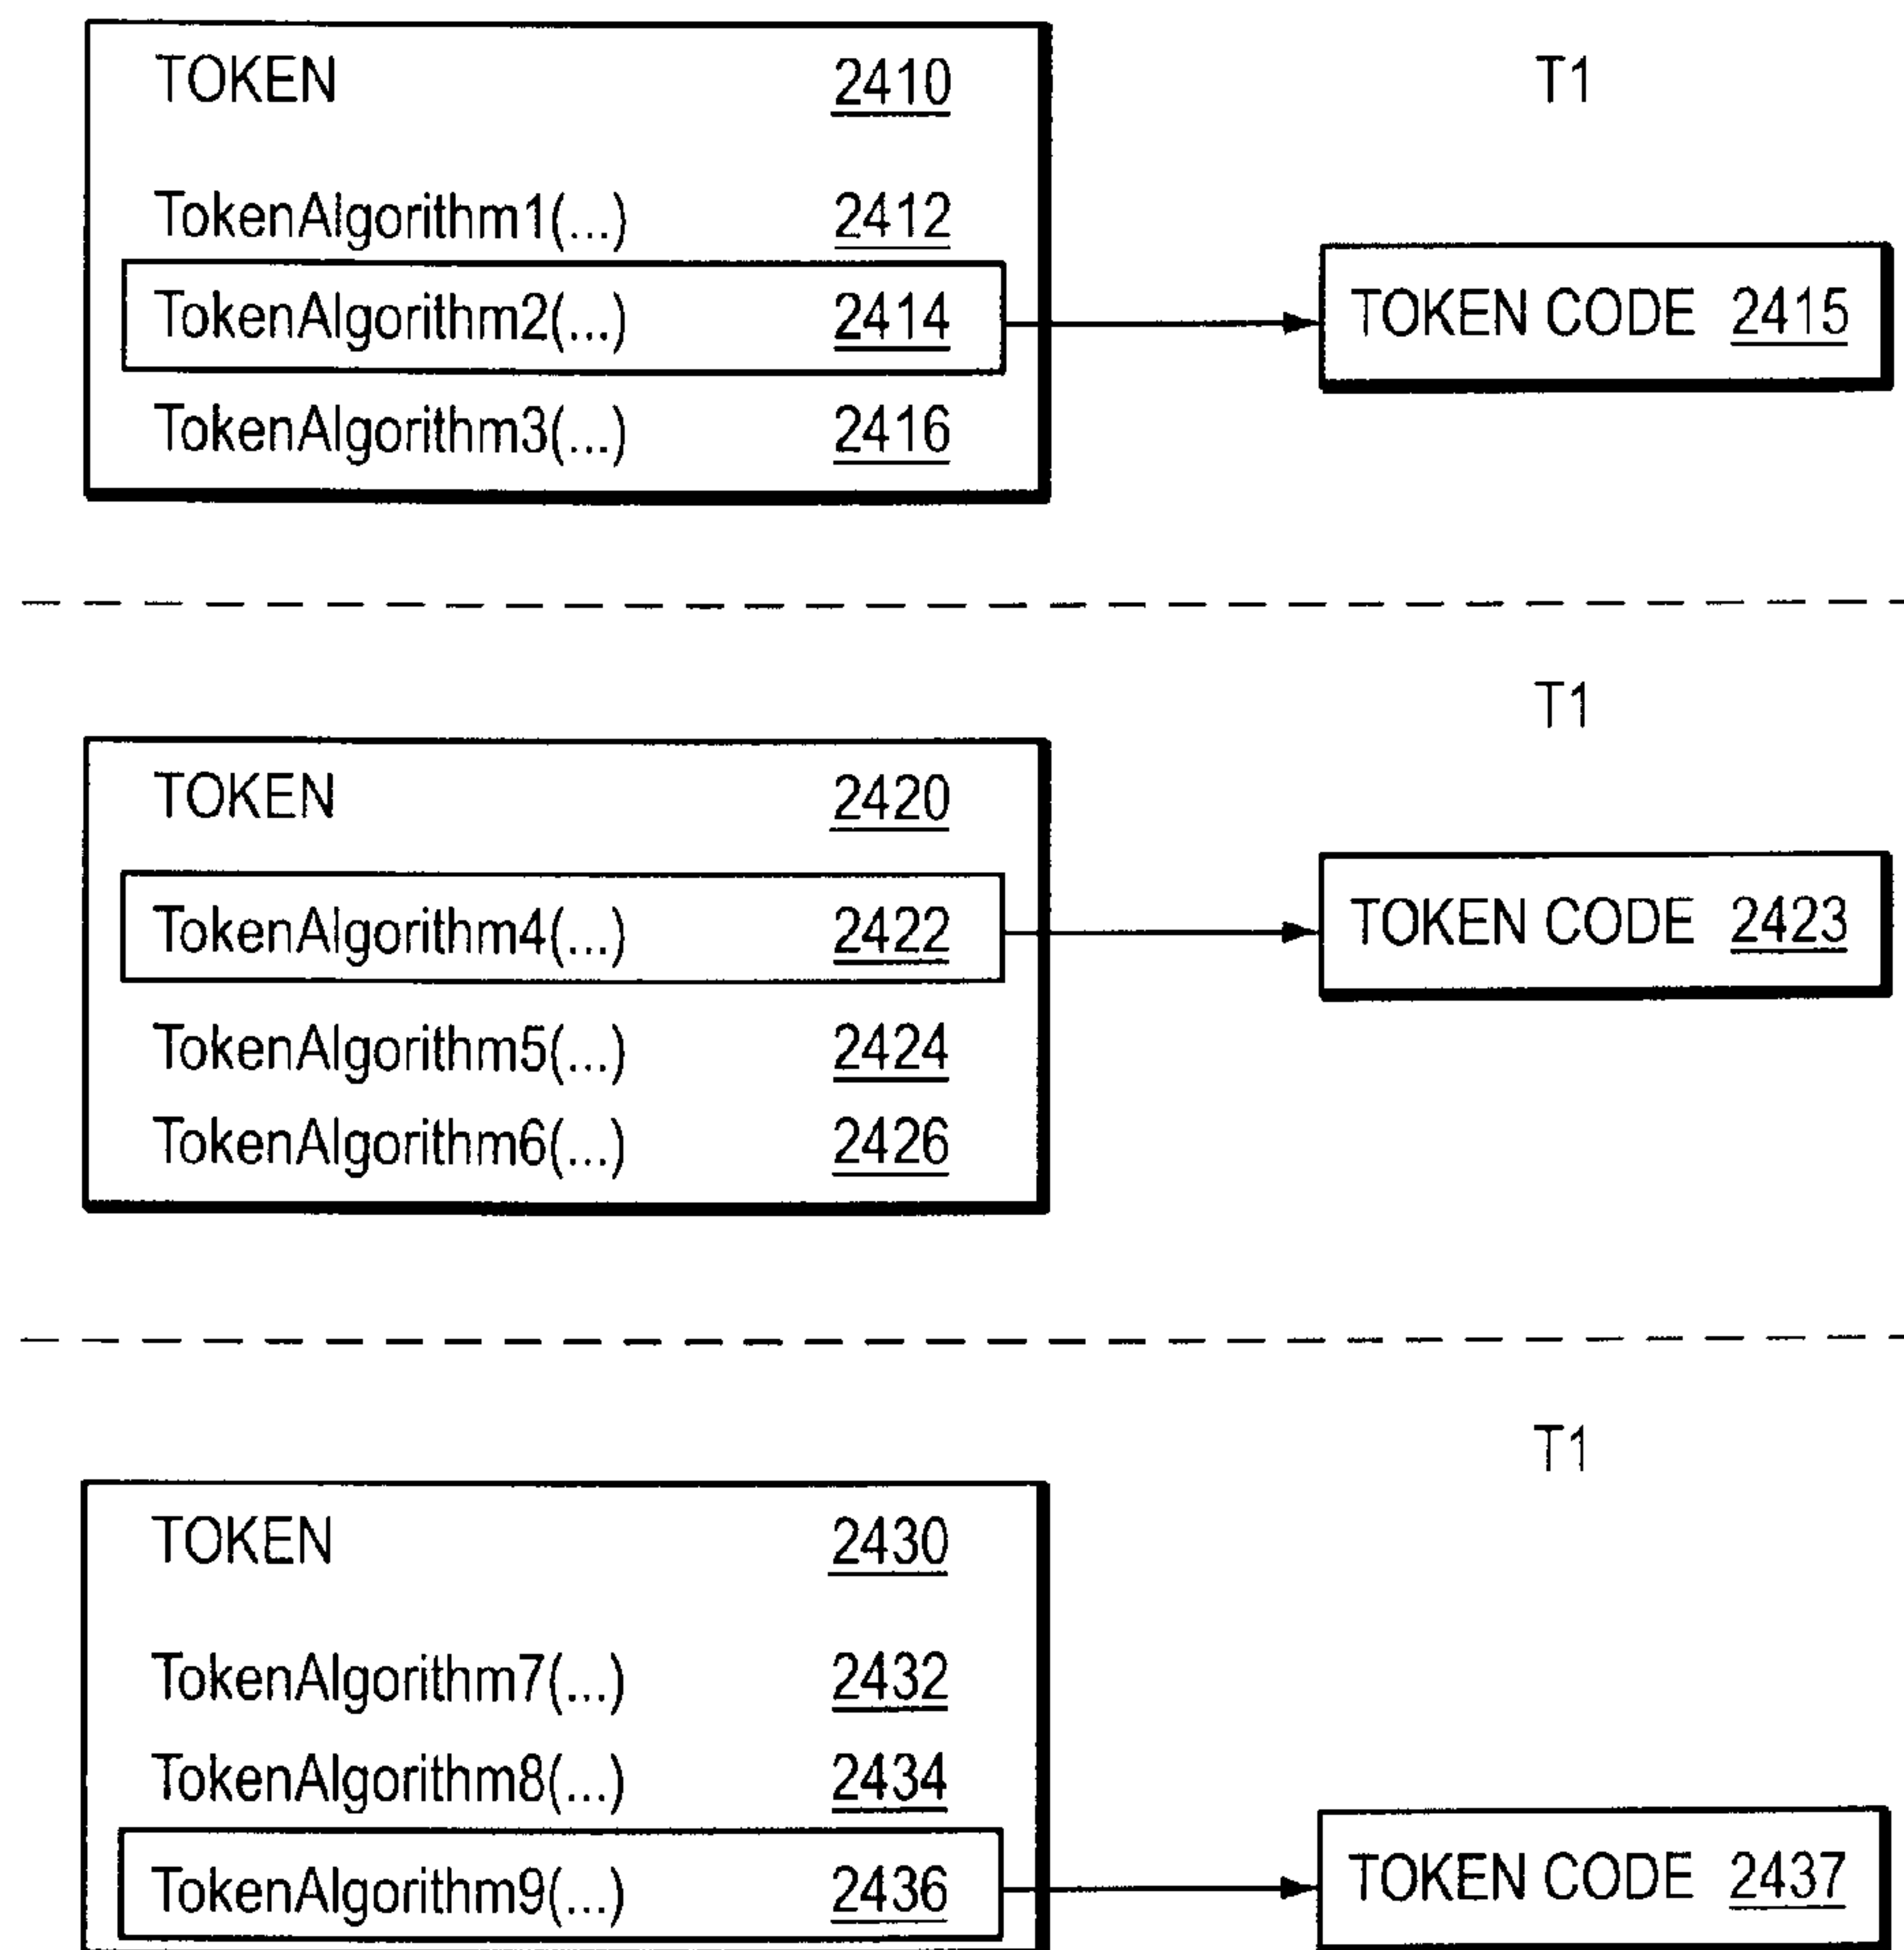 TOKEN 2410 T1
TokenAlgorithm1(...) 2412
TokenAlgorithm2(...) 2414 TOKEN CODE 2415
TokenAlgorithm3(...) 2416
T1
TOKEN 2420
TokenAlgorithm4(...) 2422 TOKEN CODE 2423
TokenAlgorithm5(...) 2424
TokenAlgorithm6(...) 2426
T1
TOKEN 2430
TokenAlgorithm7(...) 2432
TokenAlgorithm8(...) 2434
TokenAlgorithm9(...) 2436 TOKEN CODE 2437